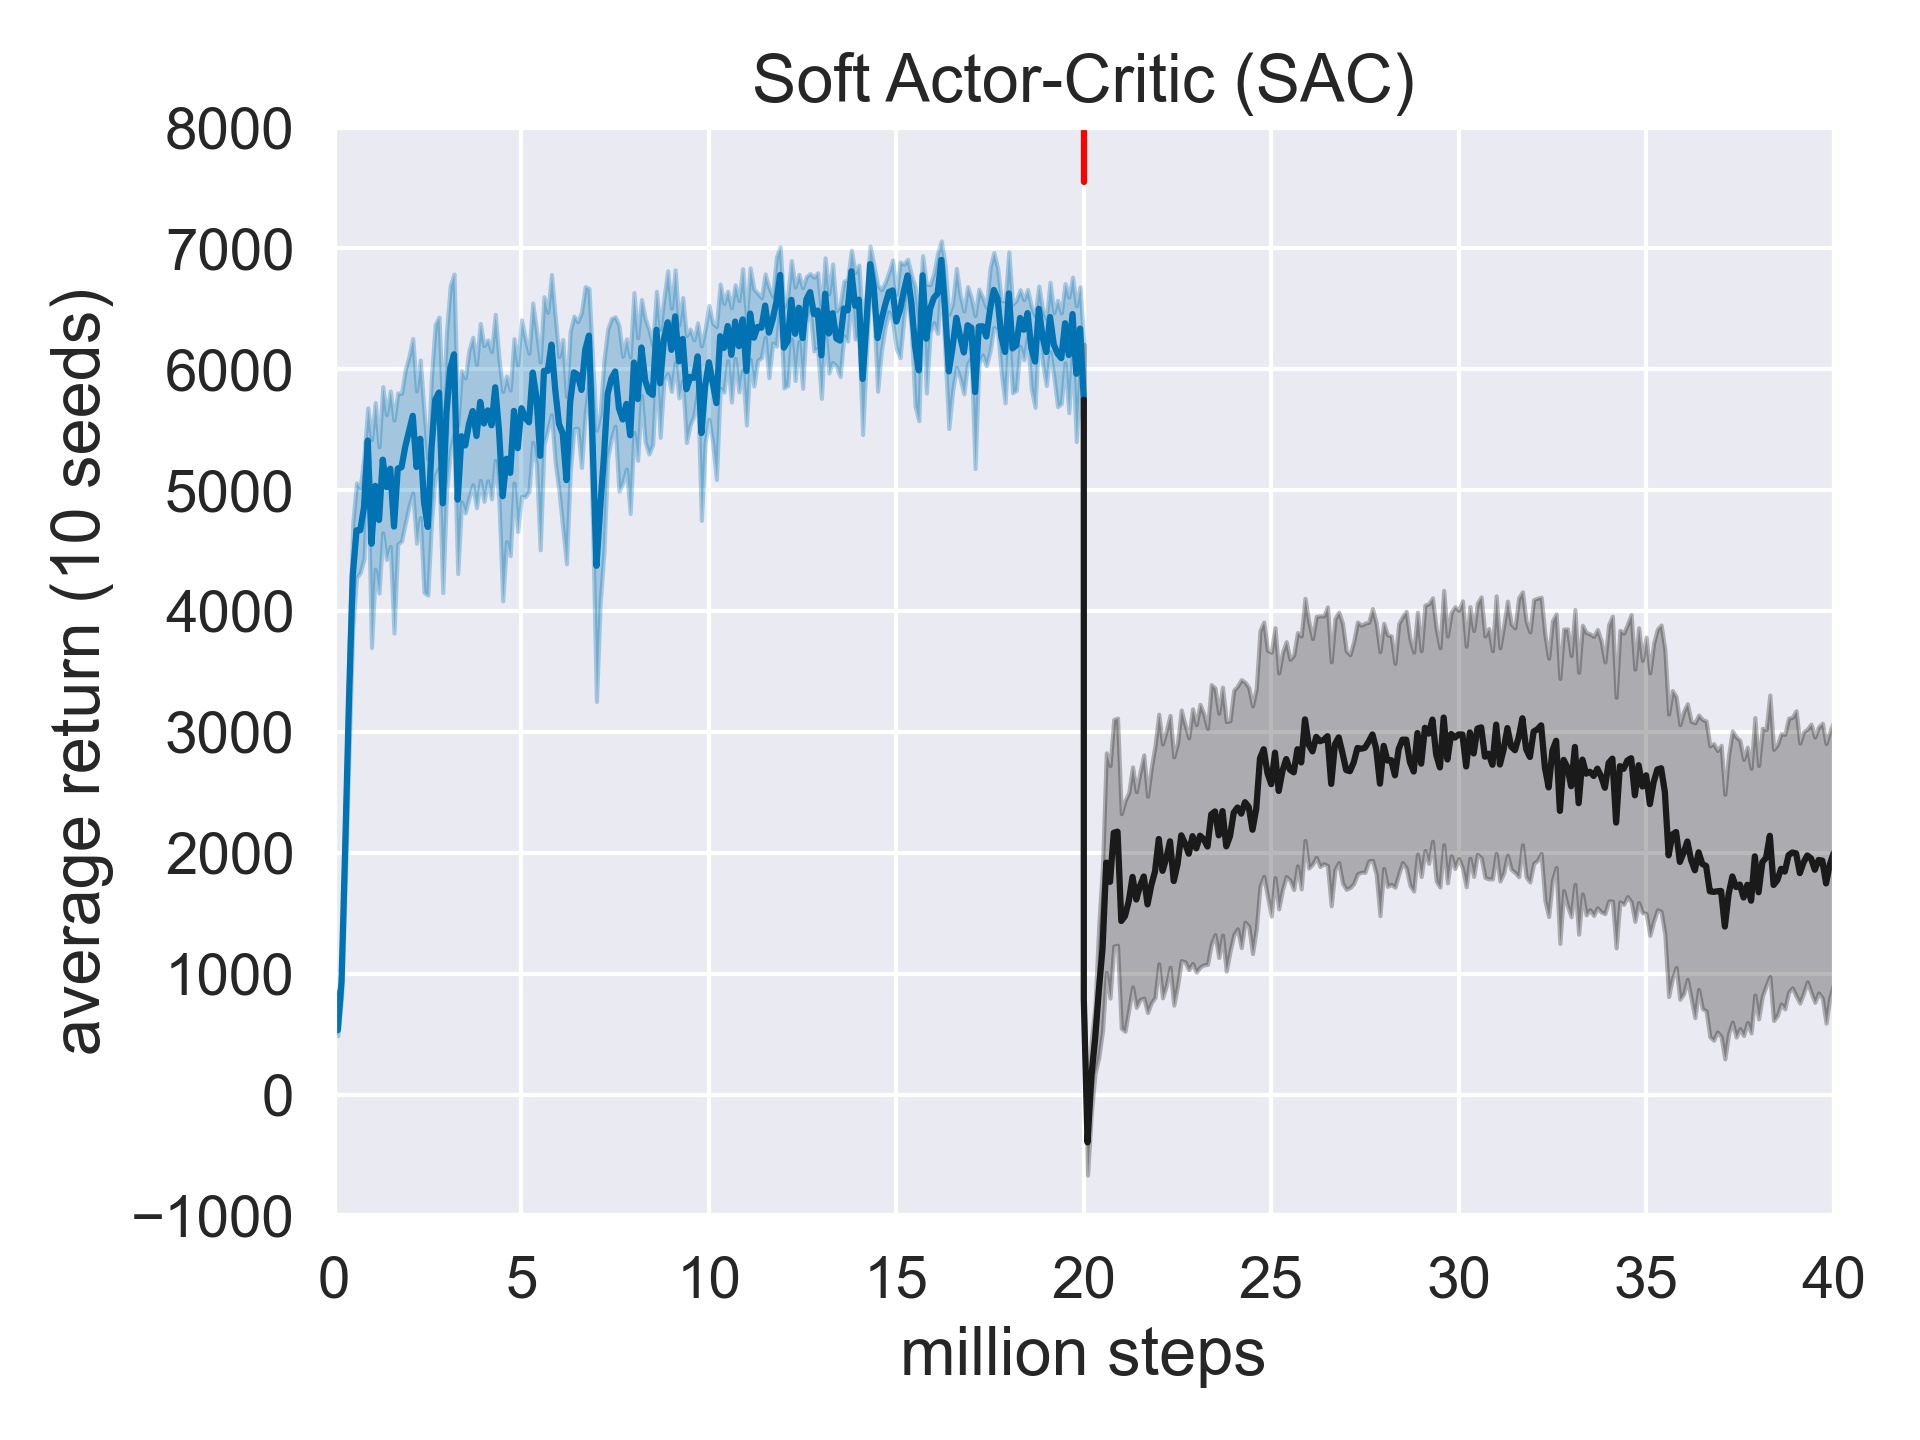 Soft Actor-Critic (SAC)
8000
7000
6000
5000
4000
3000
2000
1000
0
−1000
average return (10 seeds)
0 5 10 15 20 25 30 35 40
million steps